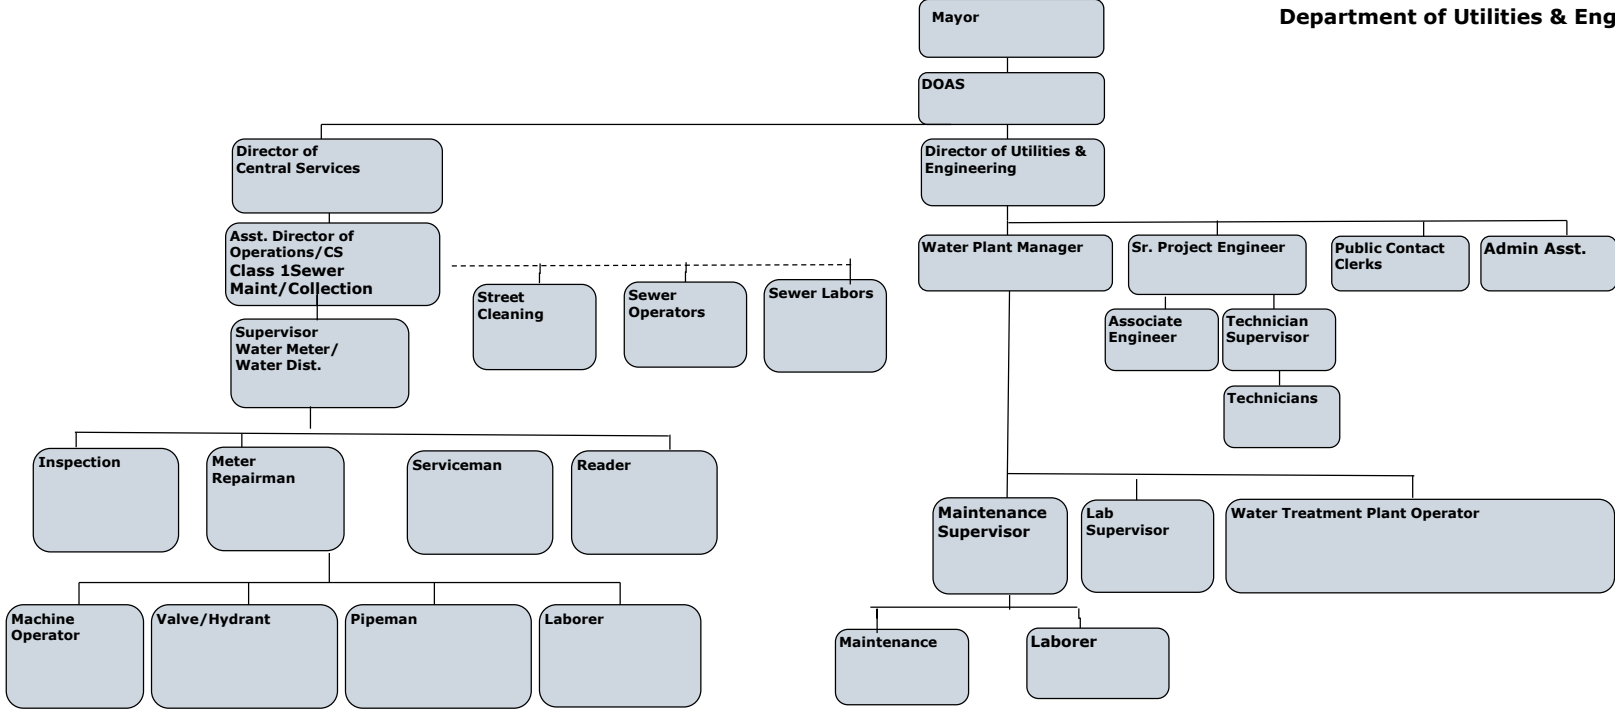 Mayor
Department of Utilities & Eng
DOAS
Director of
Central Services
Director of Utilities &
Engineering
Asst. Director of
Operations/CS
Class 1Sewer
Maint/Collection
Water Plant Manager
Sr. Project Engineer
Public Contact
Clerks
Admin Asst.
Street
Cleaning
Sewer
Operators
Sewer Labors
Associate
Engineer
Technician
Supervisor
Supervisor
Water Meter/
Water Dist.
Technicians
Inspection
Meter
Repairman
Serviceman
Reader
Maintenance
Supervisor
Lab
Supervisor
Water Treatment Plant Operator
Machine
Operator
Valve/Hydrant
Pipeman
Laborer
Maintenance
Laborer